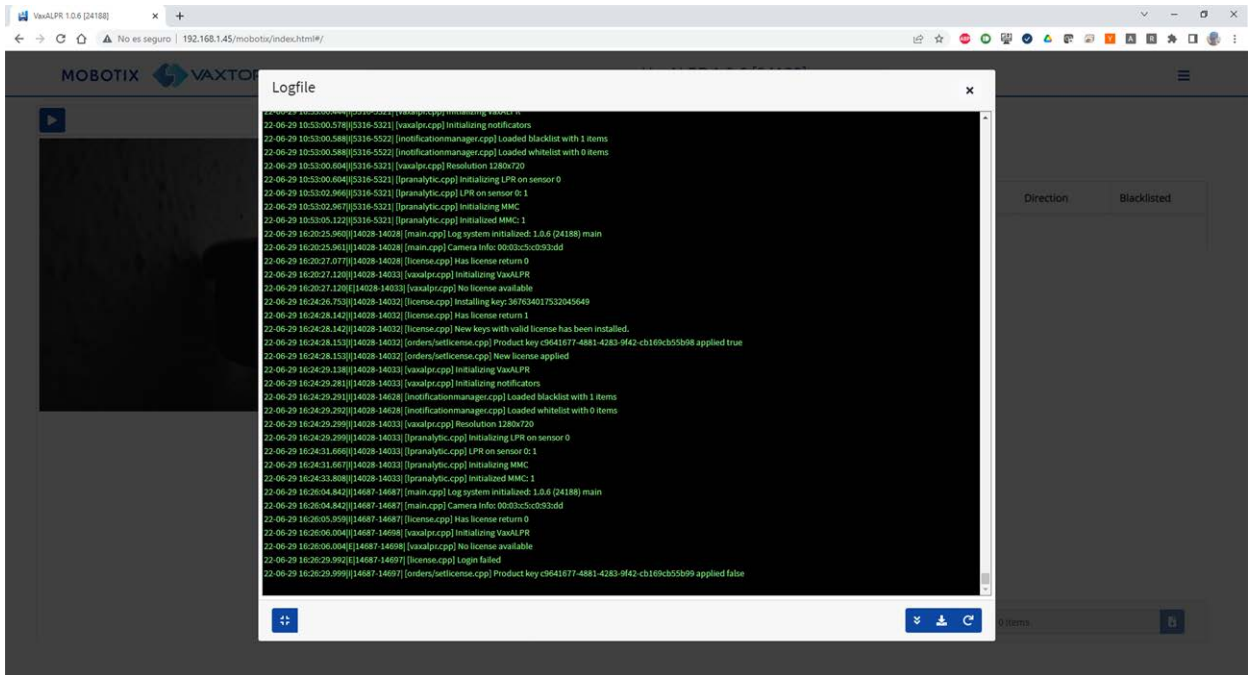 VaxALPR 1.0.6 [24188]
No es seguro | 192.168.1.45/mobotix/index.html#/
MOBOTIX VAXTOR
Logfile
22-06-29 10:53:00.444|I|5316-5321| [vaxalpr.cpp] Initializing VaxALPR
22-06-29 10:53:00.578|I|5316-5321| [vaxalpr.cpp] Initializing notificators
22-06-29 10:53:00.588|I|5316-5522| [inotificationmanager.cpp] Loaded blacklist with 1 items
22-06-29 10:53:00.588|I|5316-5522| [inotificationmanager.cpp] Loaded whitelist with 0 items
22-06-29 10:53:00.604|I|5316-5321| [vaxalpr.cpp] Resolution 1280x720
22-06-29 10:53:00.604|I|5316-5321| [lpranalytic.cpp] Initializing LPR on sensor 0
22-06-29 10:53:02.966|I|5316-5321| [lpranalytic.cpp] LPR on sensor 0: 1
22-06-29 10:53:02.967|I|5316-5321| [lpranalytic.cpp] Initializing MMC
22-06-29 10:53:05.122|I|5316-5321| [lpranalytic.cpp] Initialized MMC: 1
22-06-29 16:20:25.960|I|14028-14028| [main.cpp] Log system initialized: 1.0.6 (24188) main
22-06-29 16:20:25.961|I|14028-14028| [main.cpp] Camera Info: 00:03:c5:c0:93:dd
22-06-29 16:20:27.077|I|14028-14028| [license.cpp] Has license return 0
22-06-29 16:20:27.120|I|14028-14033| [vaxalpr.cpp] Initializing VaxALPR
22-06-29 16:20:27.120|E|14028-14033| [vaxalpr.cpp] No license available
22-06-29 16:24:26.753|I|14028-14032| [license.cpp] Installing key: 367634017532045649
22-06-29 16:24:28.142|I|14028-14032| [license.cpp] Has license return 1
22-06-29 16:24:28.142|I|14028-14032| [license.cpp] New keys with valid license has been installed.
22-06-29 16:24:28.153|I|14028-14032| [orders/setlicense.cpp] Product key c9641677-4881-4283-9f42-cb169cb55b98 applied true
22-06-29 16:24:28.153|I|14028-14032| [orders/setlicense.cpp] New license applied
22-06-29 16:24:29.138|I|14028-14033| [vaxalpr.cpp] Initializing VaxALPR
22-06-29 16:24:29.281|I|14028-14033| [vaxalpr.cpp] Initializing notificators
22-06-29 16:24:29.291|I|14028-14628| [inotificationmanager.cpp] Loaded blacklist with 1 items
22-06-29 16:24:29.292|I|14028-14628| [inotificationmanager.cpp] Loaded whitelist with 0 items
22-06-29 16:24:29.299|I|14028-14033| [vaxalpr.cpp] Resolution 1280x720
22-06-29 16:24:29.299|I|14028-14033| [lpranalytic.cpp] Initializing LPR on sensor 0
22-06-29 16:24:31.666|I|14028-14033| [lpranalytic.cpp] LPR on sensor 0: 1
22-06-29 16:24:31.667|I|14028-14033| [lpranalytic.cpp] Initializing MMC
22-06-29 16:24:33.808|I|14028-14033| [lpranalytic.cpp] Initialized MMC: 1
22-06-29 16:26:04.842|I|14687-14687| [main.cpp] Log system initialized: 1.0.6 (24188) main
22-06-29 16:26:04.842|I|14687-14687| [main.cpp] Camera Info: 00:03:c5:c0:93:dd
22-06-29 16:26:05.959|I|14687-14687| [license.cpp] Has license return 0
22-06-29 16:26:06.004|I|14687-14698| [vaxalpr.cpp] Initializing VaxALPR
22-06-29 16:26:06.004|E|14687-14698| [vaxalpr.cpp] No license available
22-06-29 16:26:29.992|E|14687-14697| [license.cpp] Login failed
22-06-29 16:26:29.999|I|14687-14697| [orders/setlicense.cpp] Product key c9641677-4881-4283-9f42-cb169cb55b99 applied false
Direction Blacklisted
0 items